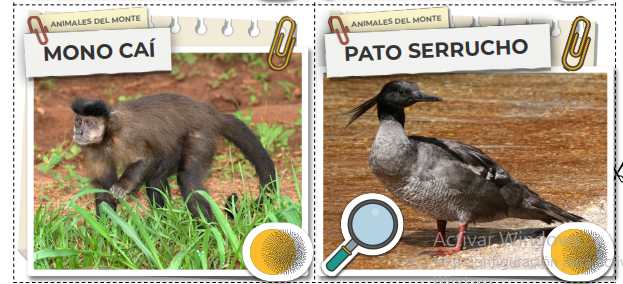 ANIMALES DEL MONTE
MONO CAÍ
ANIMALES DEL MONTE
PATO SERRUCHO
Activar Windows